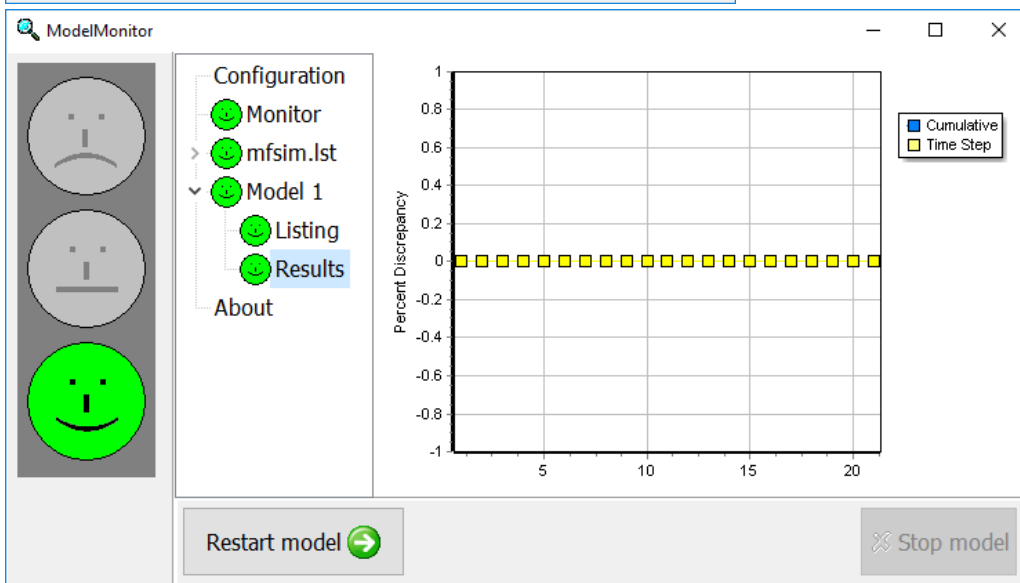 ModelMonitor
Configuration
Monitor
mfsim.lst
Model 1
Listing
Results
About
Percent Discrepancy
1
0.8
0.6
0.4
0.2
0
-0.2
-0.4
-0.6
-0.8
-1
5 10 15 20
Cumulative
Time Step
Restart model
Stop model